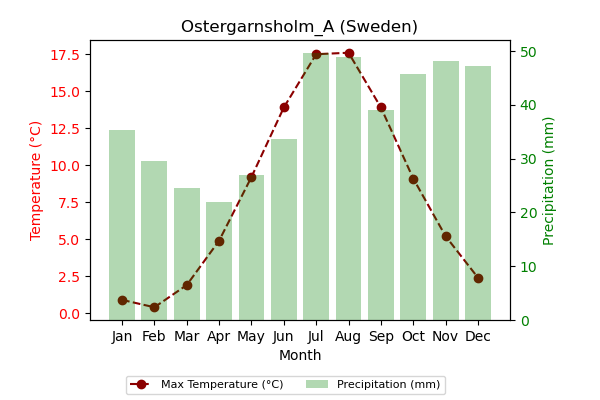 Ostergarnsholm_A (Sweden)
Temperature (°C)
17.5
15.0
12.5
10.0
7.5
5.0
2.5
0.0
50
40
30
20
10
0
Precipitation (mm)
Jan Feb Mar Apr May Jun Jul Aug Sep Oct Nov Dec
Month
Max Temperature (°C) Precipitation (mm)